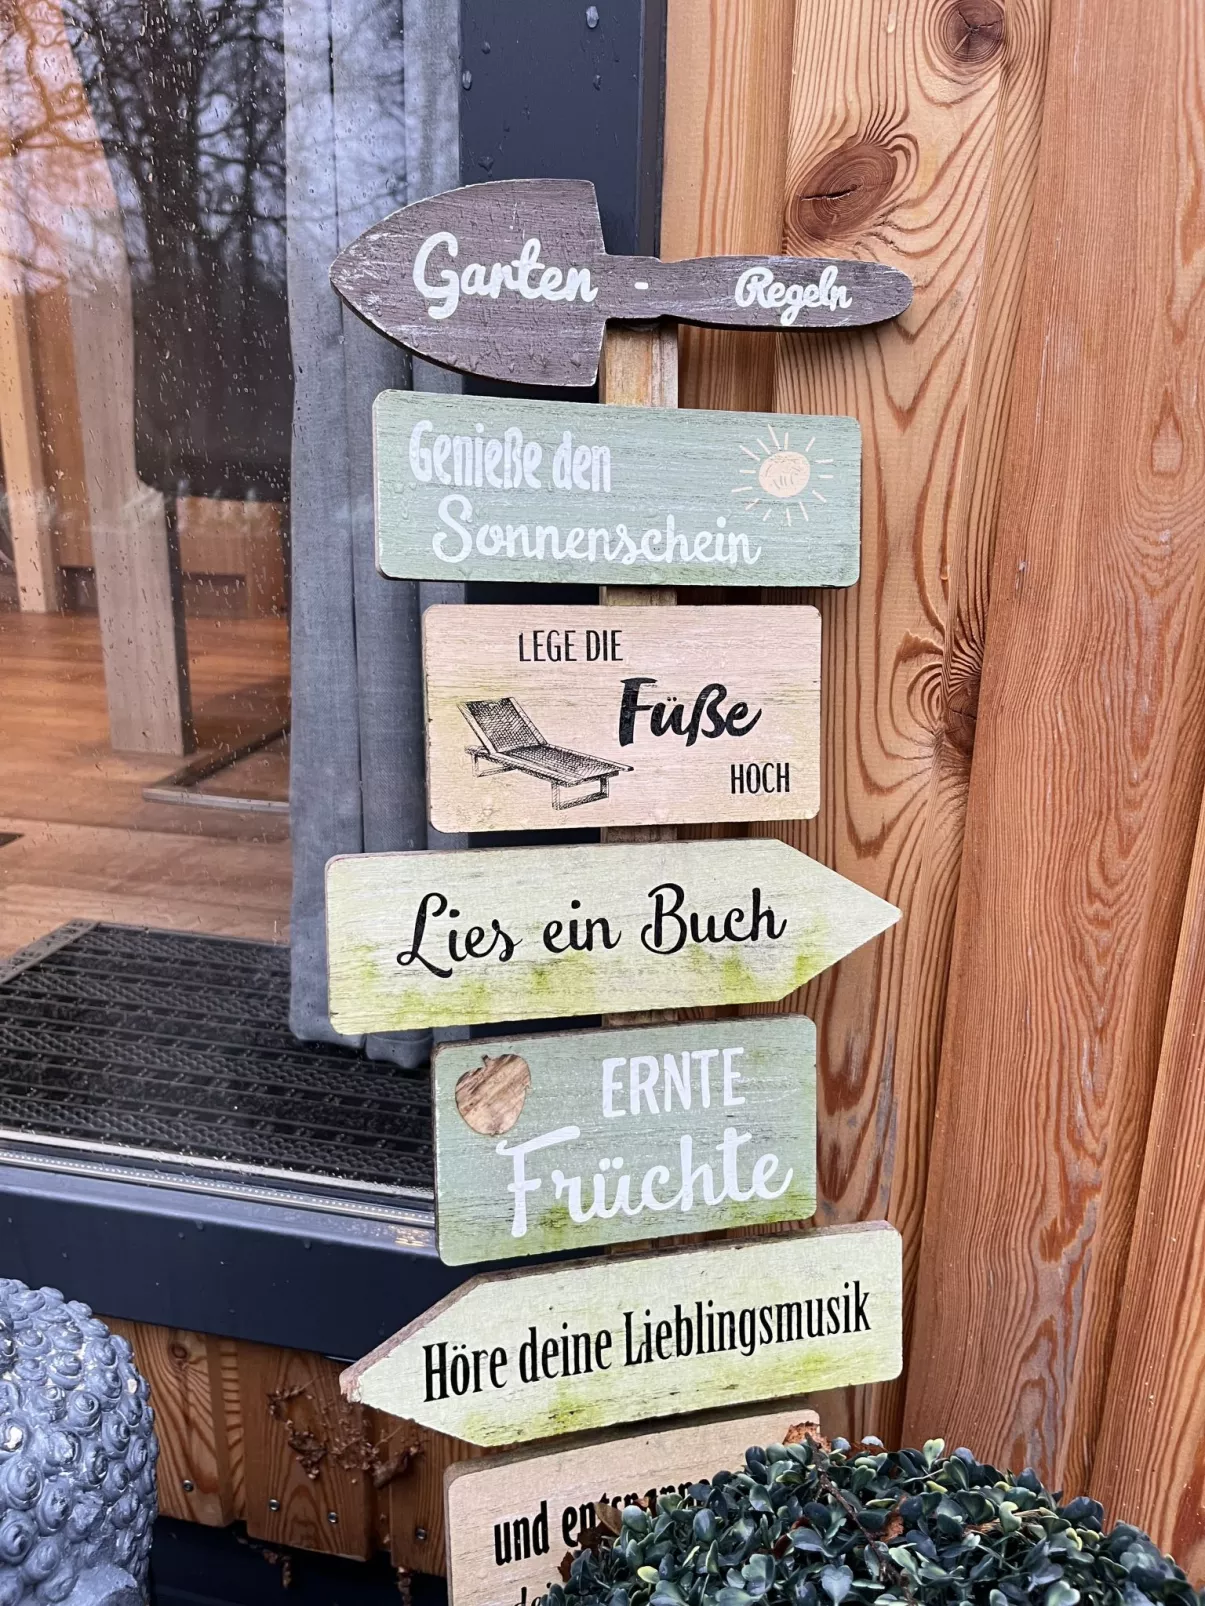 Garten - Regeln
Genieße den
Sonnenschein
LEGE DIE
Füße
HOCH
Lies ein Buch
ERNTE
Früchte
Höre deine Lieblingsmusik
und